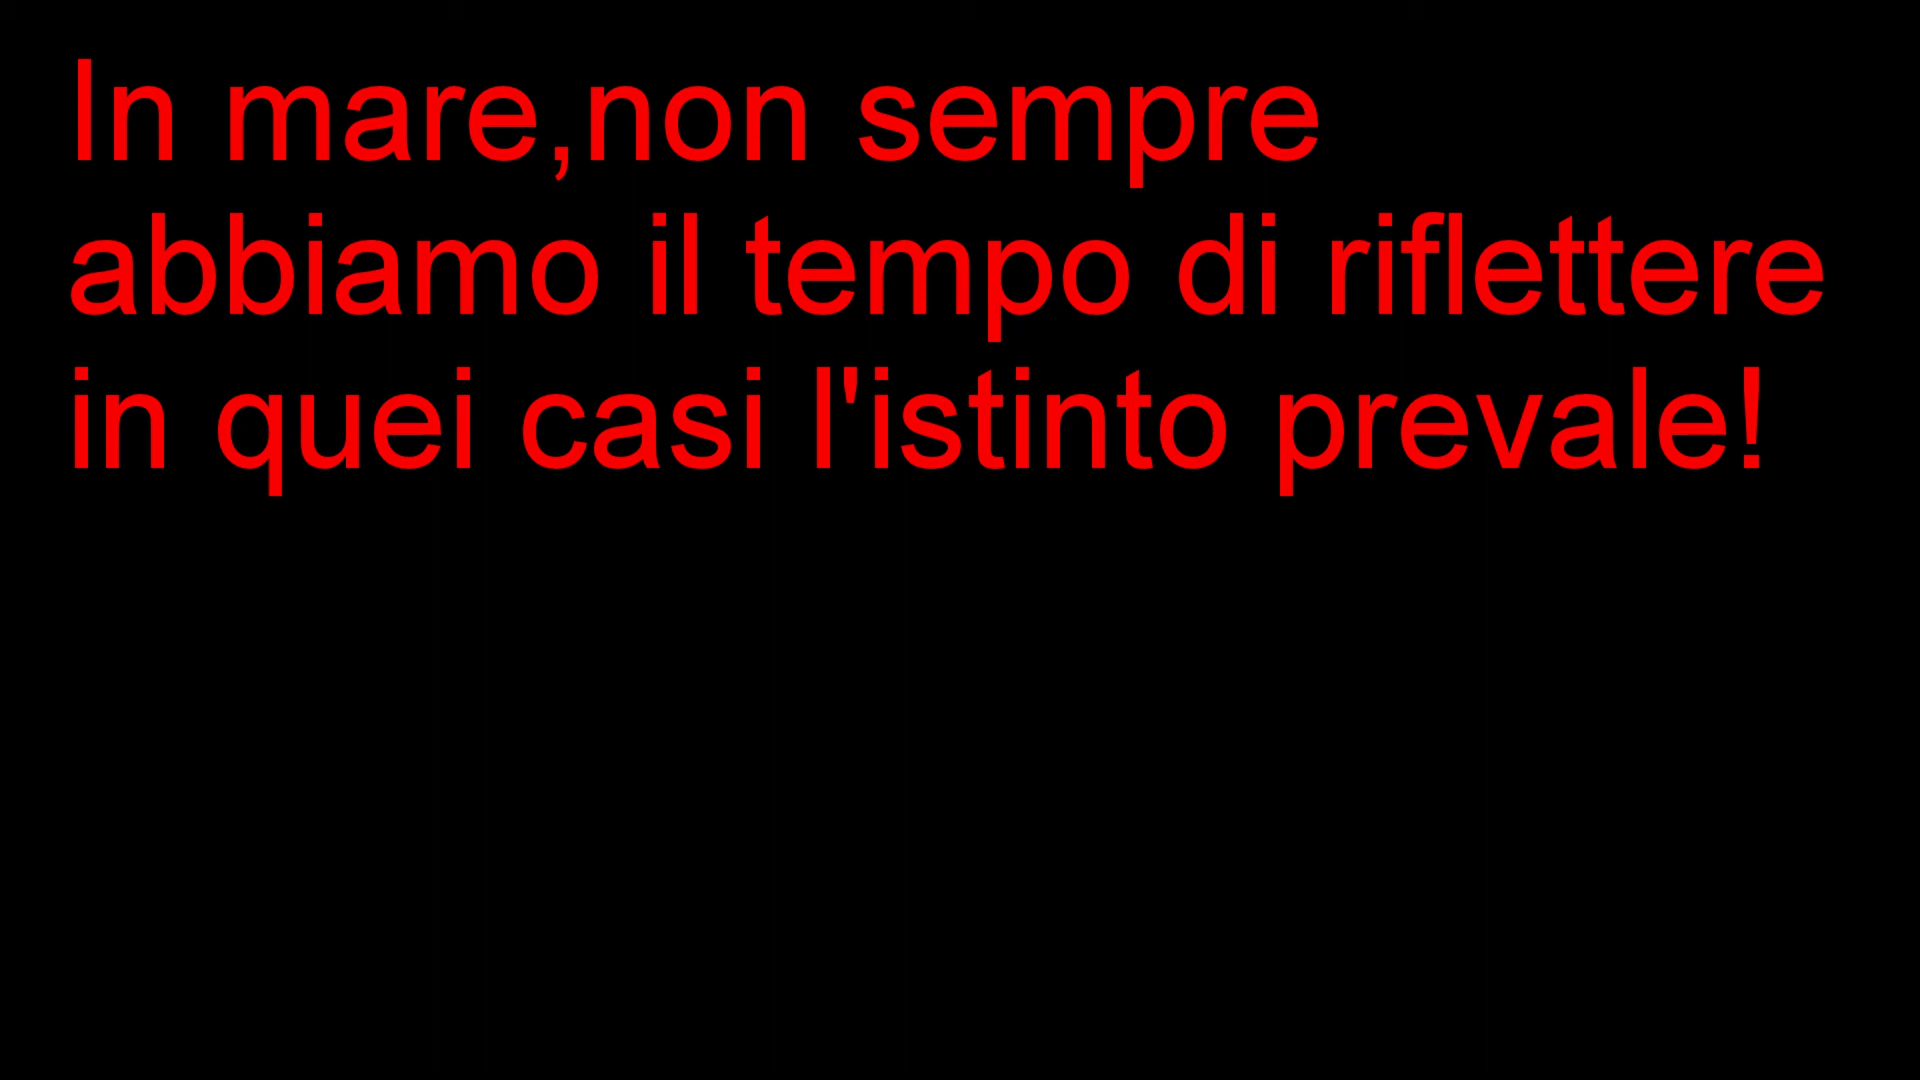 In mare,non sempre
abbiamo il tempo di riflettere
in quei casi l'istinto prevale!